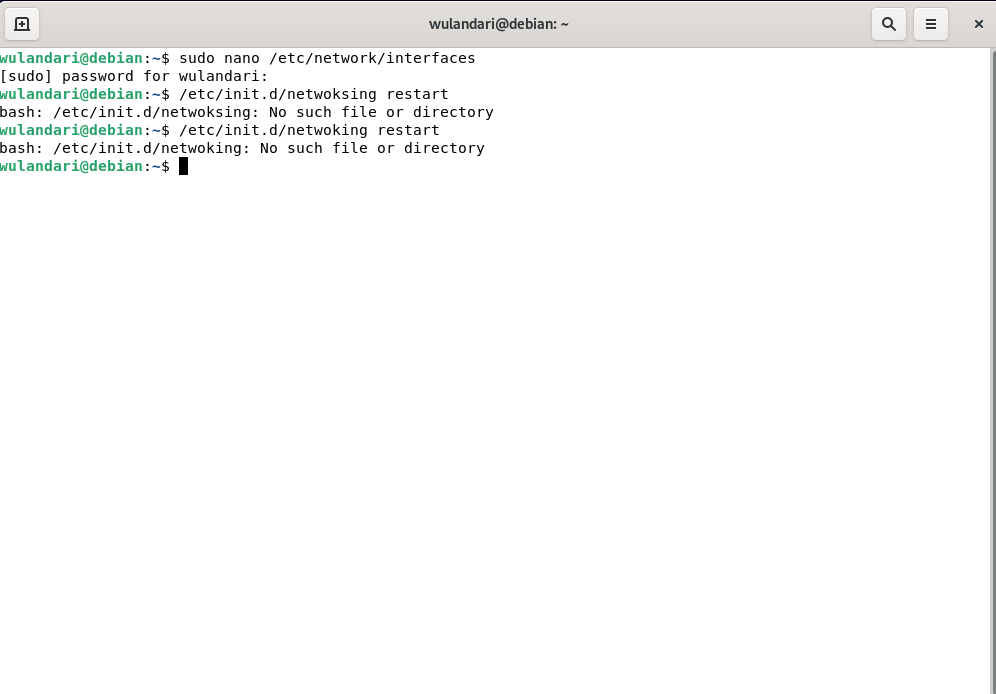 wulandari@debian: ~
wulandari@debian:~$ sudo nano /etc/network/interfaces
[sudo] password for wulandari:
wulandari@debian:~$ /etc/init.d/netwoksing restart
bash: /etc/init.d/netwoksing: No such file or directory
wulandari@debian:~$ /etc/init.d/netwoking restart
bash: /etc/init.d/netwoking: No such file or directory
wulandari@debian:~$